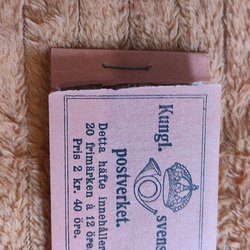 Kungl. svens
postverket.
Detta häfte innehåller
20 frimärken à 12 öre
Pris 2 kr. 40 öre.